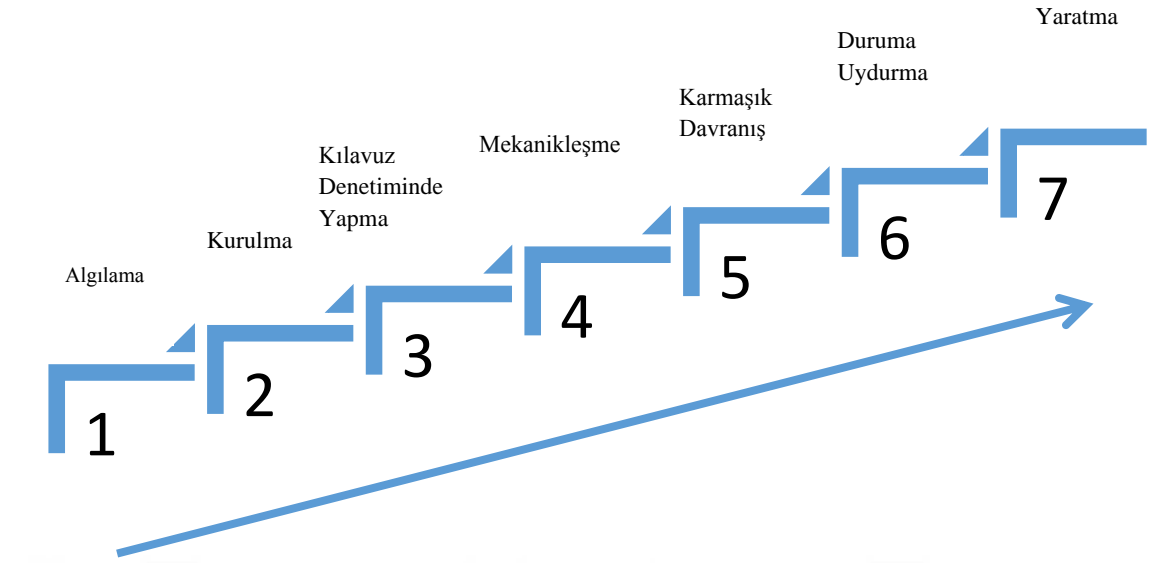 Algılama
1
Kurulma
2
Kılavuz
Denetiminde
Yapma
3
Mekanikleşme
4
Karmaşık
Davranış
5
Duruma
Uydurma
6
Yaratma
7